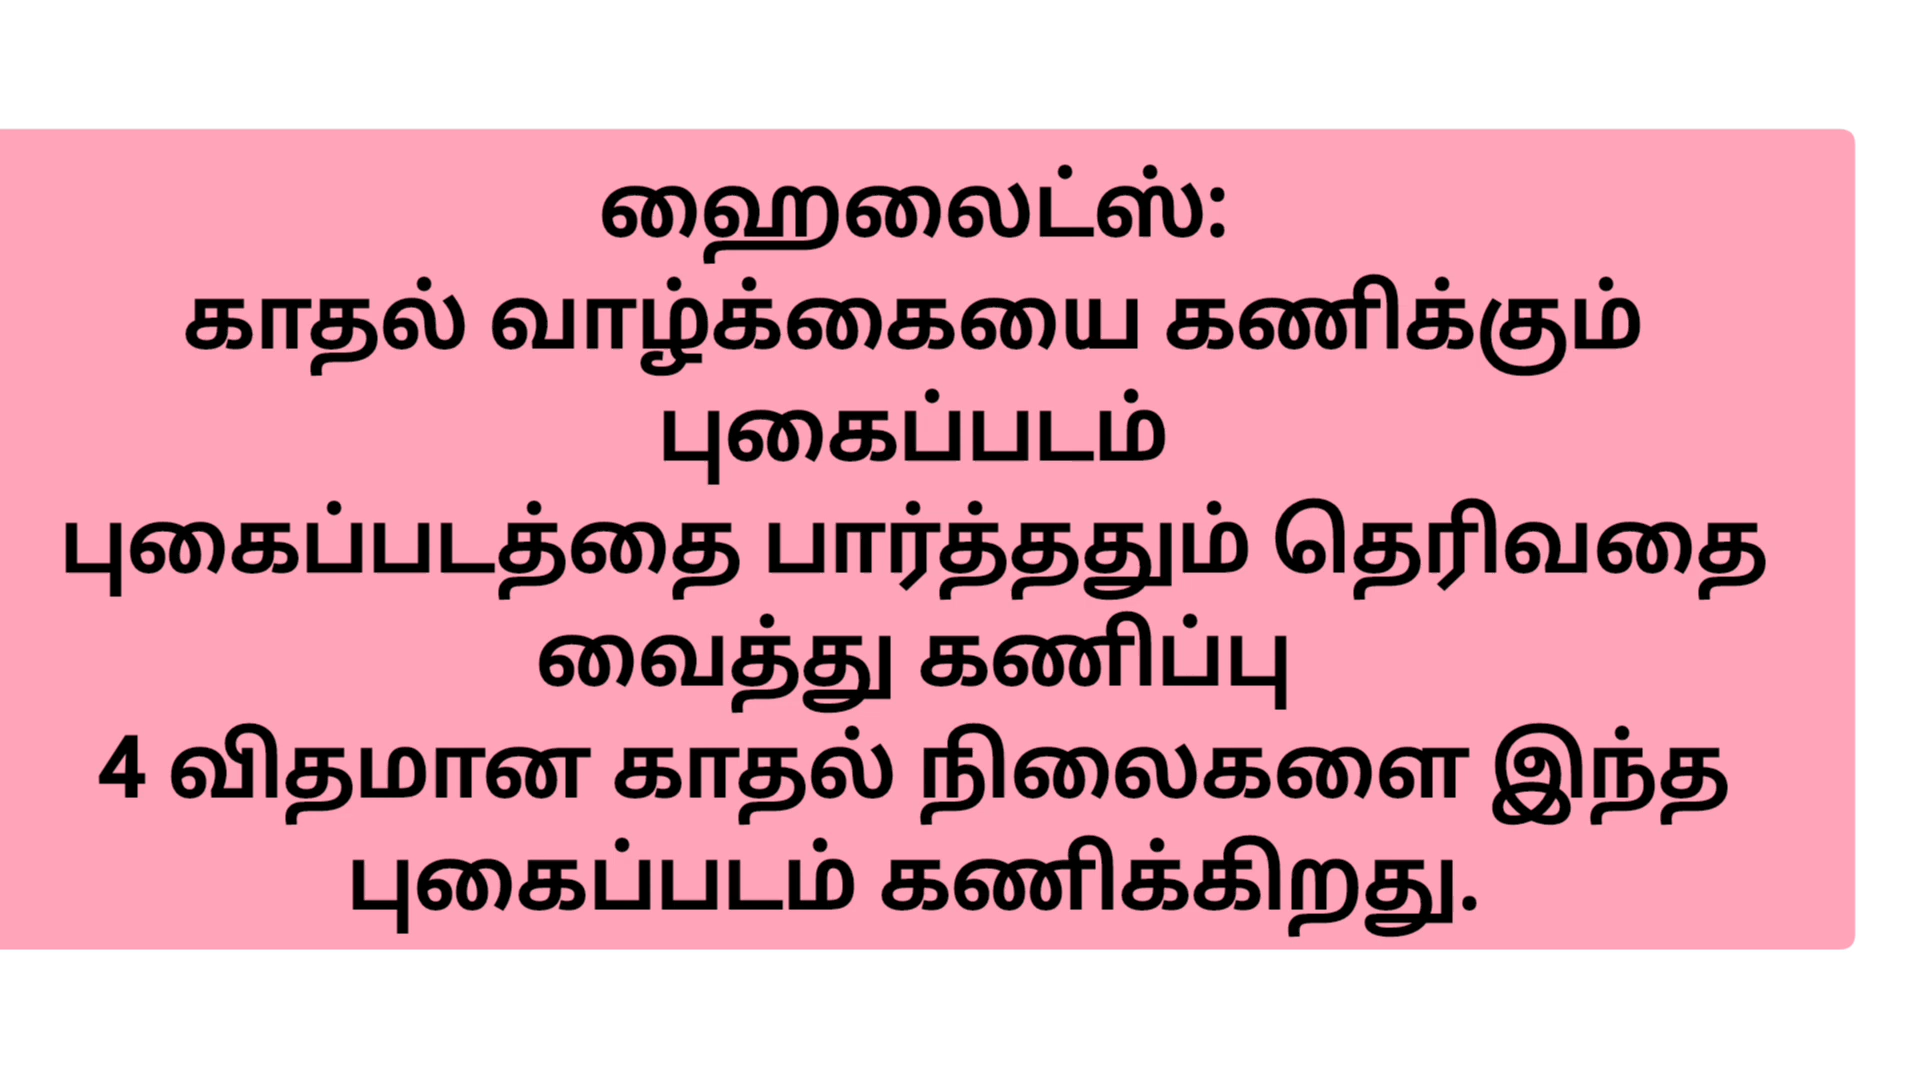 ஹைலைட்ஸ்:
காதல் வாழ்க்கையை கணிக்கும்
புகைப்படம்
புகைப்படத்தை பார்த்ததும் தெரிவதை
வைத்து கணிப்பு
4 விதமான காதல் நிலைகளை இந்த
புகைப்படம் கணிக்கிறது.